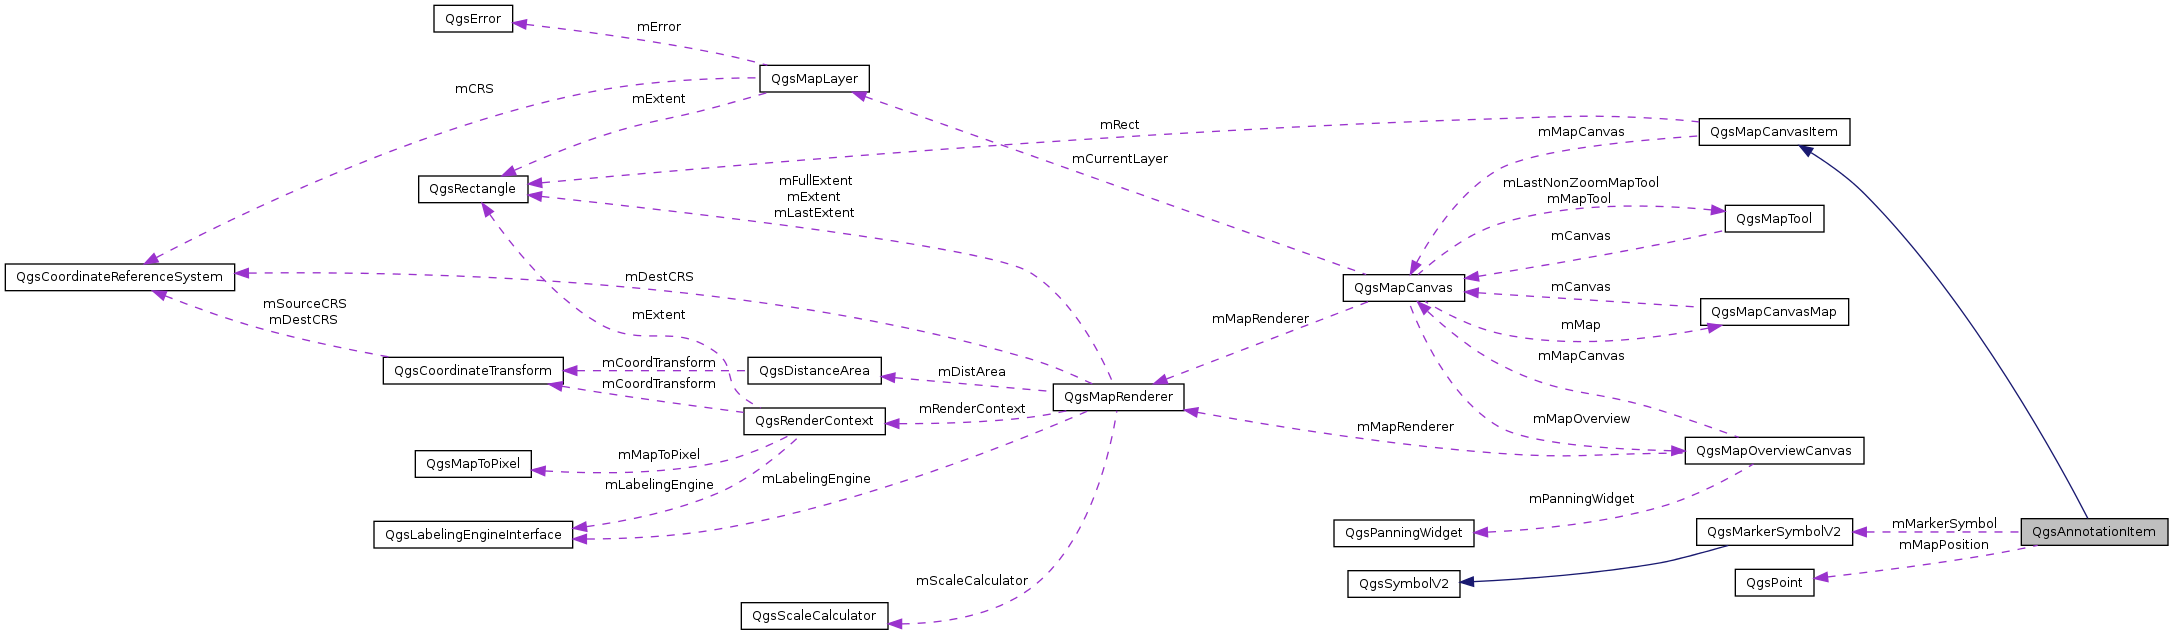 QgsError
mError
QgsMapLayer
mCRS
mExtent
mRect
QgsMapCanvasItem
mMapCanvas
mCurrentLayer
QgsRectangle
mFullExtent
mExtent
mLastExtent
mLastNonZoomMapTool
mMapTool
QgsMapTool
mCanvas
QgsCoordinateReferenceSystem
mDestCRS
QgsMapCanvas
mCanvas
mSourceCRS
mDestCRS
mExtent
mMapRenderer
mMap
QgsMapCanvasMap
mMapCanvas
QgsCoordinateTransform
mCoordTransform
mCoordTransform
QgsDistanceArea
mDistArea
QgsMapRenderer
mRenderContext
QgsRenderContext
mMapOverview
mMapRenderer
QgsMapOverviewCanvas
QgsMapToPixel
mMapToPixel
mLabelingEngine
mLabelingEngine
mPanningWidget
QgsLabelingEngineInterface
QgsPanningWidget
QgsMarkerSymbolV2
mMarkerSymbol
QgsAnnotationItem
mMapPosition
mScaleCalculator
QgsSymbolV2
QgsPoint
QgsScaleCalculator